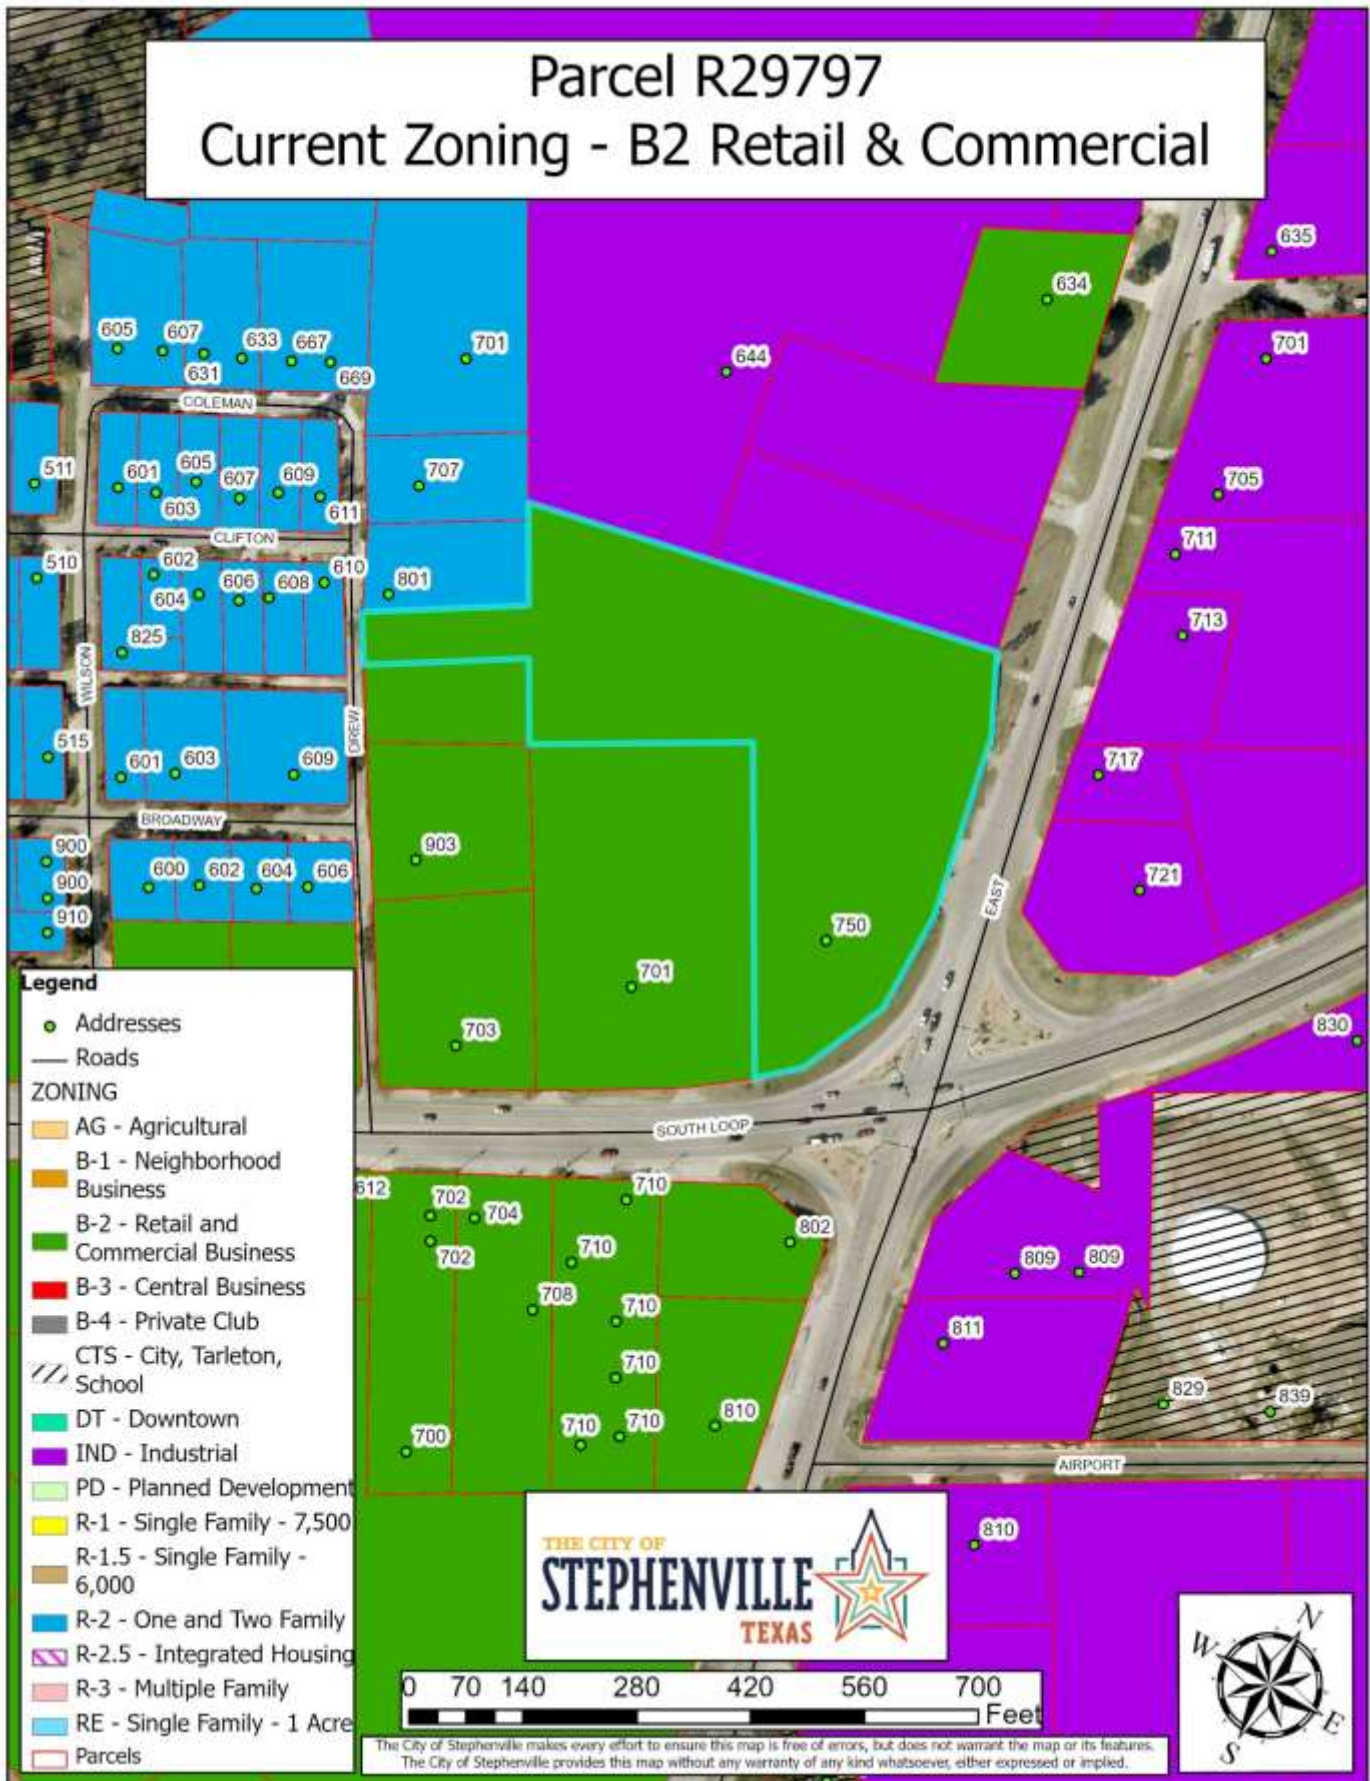 Parcel R29797
Current Zoning - B2 Retail & Commercial
635
634
605
607
633
667
701
644
701
631
669
COLEMAN
511
601
605
607
609
707
705
603
611
CLIFTON
711
510
602
606
608
610
801
604
713
825
WILSON
DREW
515
601
603
609
717
BROADWAY
903
900
600
602
604
606
721
900
EAST
910
750
701
703
830
SOUTH LOOP
612
702
704
710
802
702
710
809
809
708
710
811
710
829
839
700
710
710
810
AIRPORT
810
Legend
Addresses
Roads
ZONING
AG - Agricultural
B-1 - Neighborhood
Business
B-2 - Retail and
Commercial Business
B-3 - Central Business
B-4 - Private Club
CTS - City, Tarleton,
School
DT - Downtown
IND - Industrial
PD - Planned Development
R-1 - Single Family - 7,500
R-1.5 - Single Family -
6,000
R-2 - One and Two Family
R-2.5 - Integrated Housing
R-3 - Multiple Family
RE - Single Family - 1 Acre
Parcels
THE CITY OF
STEPHENVILLE
TEXAS
0 70 140 280 420 560 700
Feet
N
W
E
S
The City of Stephenville makes every effort to ensure this map is free of errors, but does not warrant the map or its features.
The City of Stephenville provides this map without any warranty of any kind whatsoever, either expressed or implied.